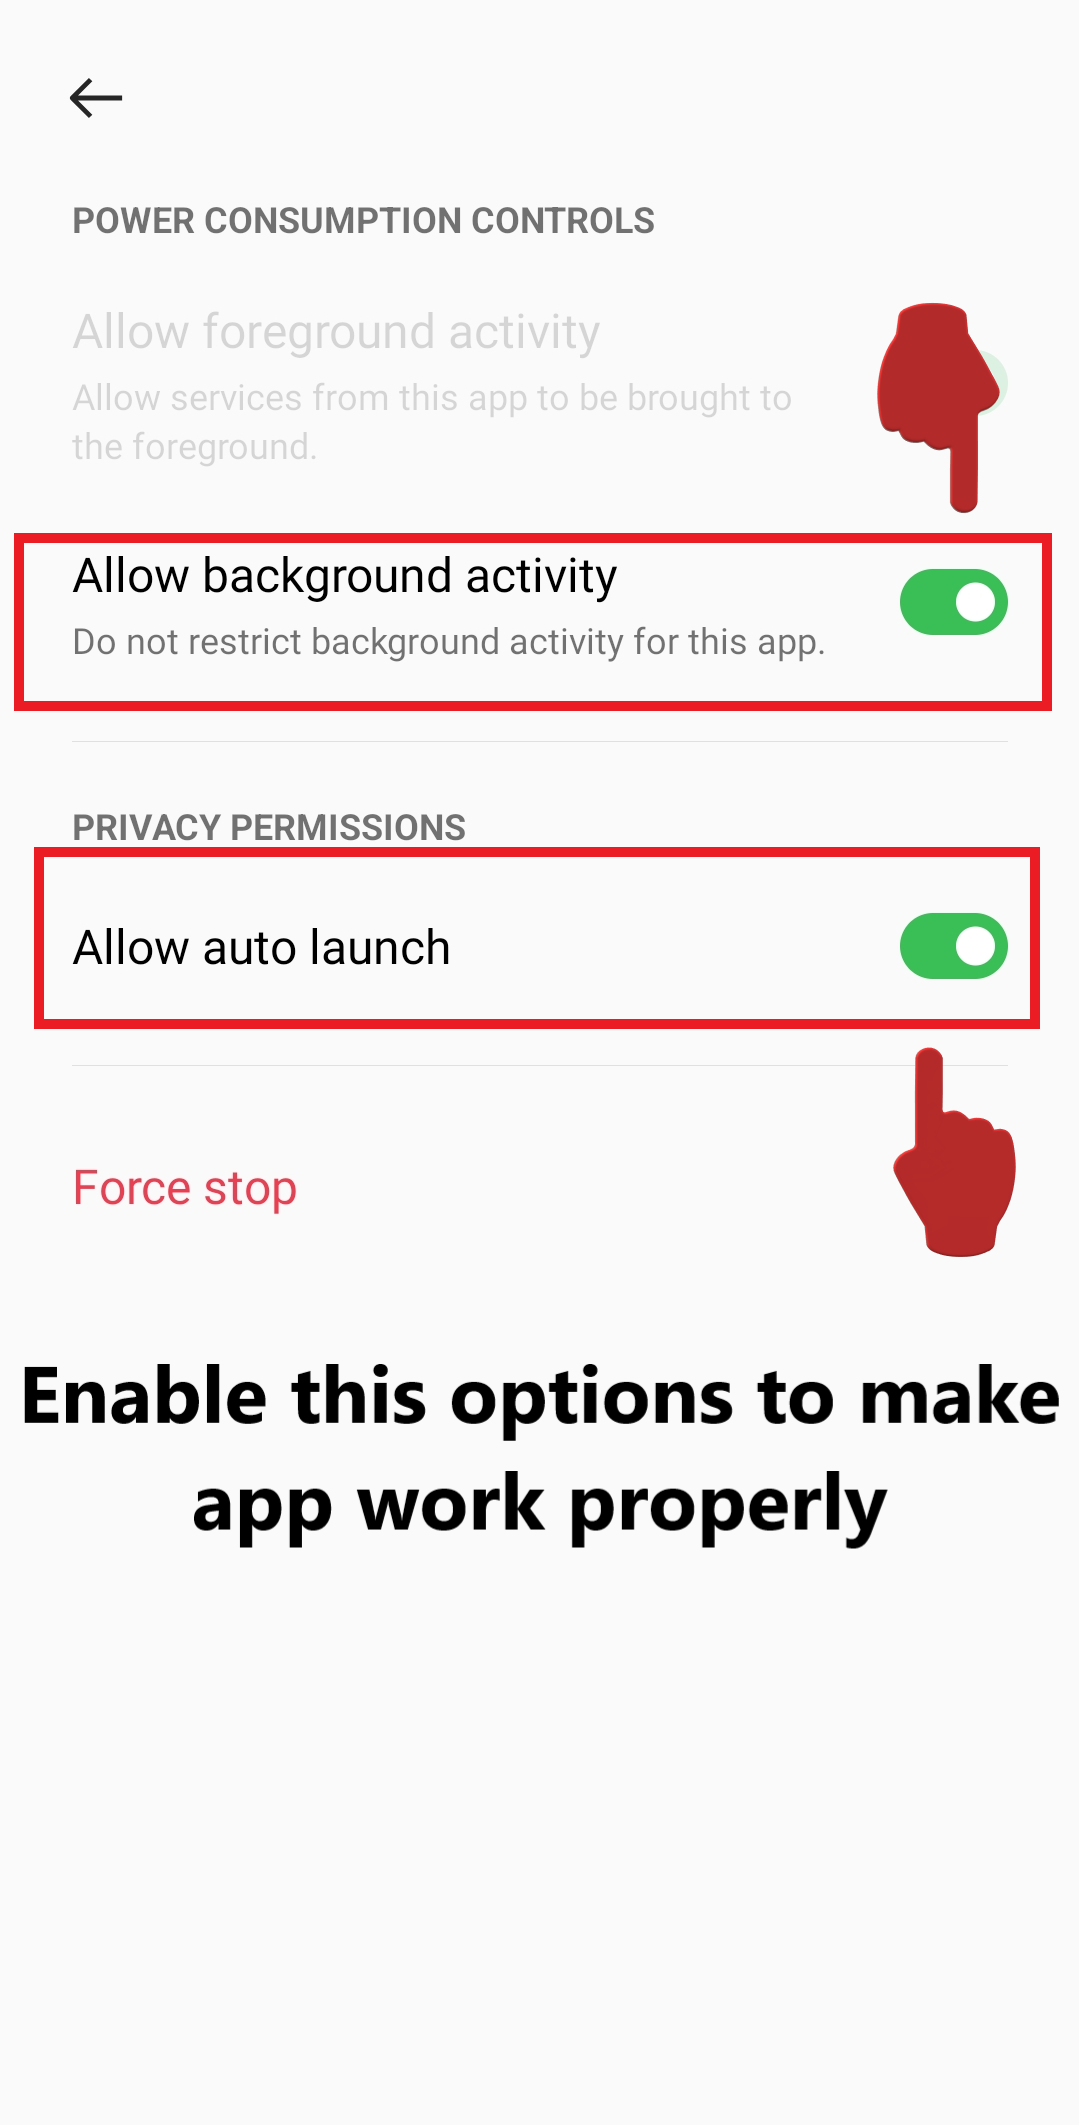 POWER CONSUMPTION CONTROLS
Allow foreground activity
Allow services from this app to be brought to
the foreground.
Allow background activity
Do not restrict background activity for this app.
PRIVACY PERMISSIONS
Allow auto launch
Force stop
Enable this options to make
app work properly